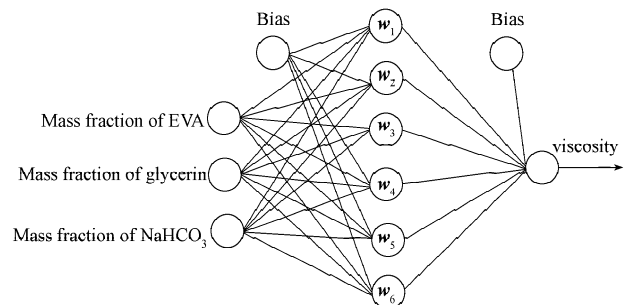 Bias
Bias
w1
w2
w3
w4
w5
w6
Mass fraction of EVA
Mass fraction of glycerin
Mass fraction of NaHCO3
viscosity